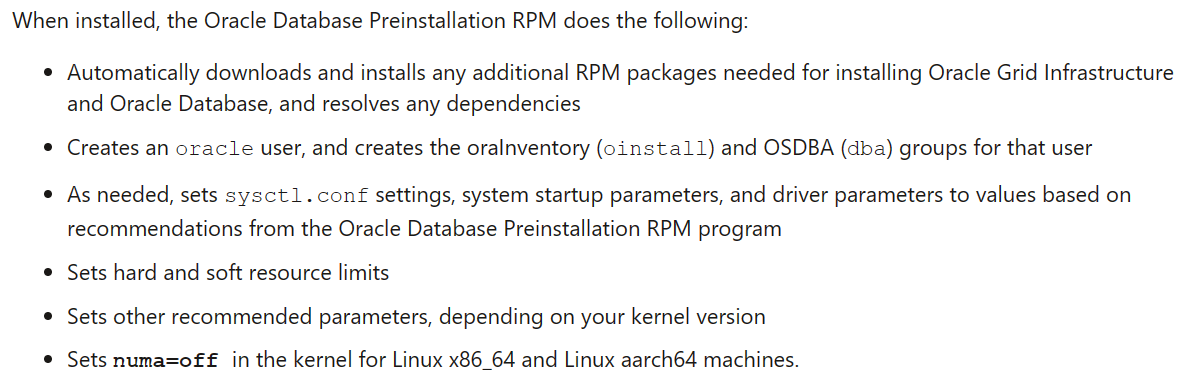 When installed, the Oracle Database Preinstallation RPM does the following:
• Automatically downloads and installs any additional RPM packages needed for installing Oracle Grid Infrastructure
and Oracle Database, and resolves any dependencies
• Creates an oracle user, and creates the oraInventory (oinstall) and OSDBA (dba) groups for that user
• As needed, sets sysctl.conf settings, system startup parameters, and driver parameters to values based on
recommendations from the Oracle Database Preinstallation RPM program
• Sets hard and soft resource limits
• Sets other recommended parameters, depending on your kernel version
• Sets numa=off in the kernel for Linux x86_64 and Linux aarch64 machines.